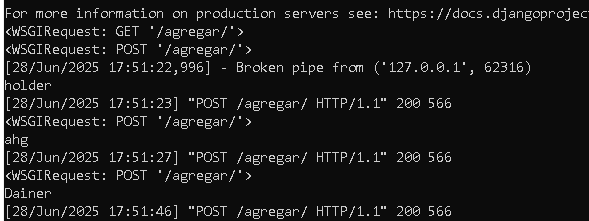 For more information on production servers see: https://docs.djangoprojec
<WSGIRequest: GET '/agregar/'>
<WSGIRequest: POST '/agregar/'>
[28/Jun/2025 17:51:22,996] - Broken pipe from ('127.0.0.1', 62316)
holder
[28/Jun/2025 17:51:23] "POST /agregar/ HTTP/1.1" 200 566
<WSGIRequest: POST '/agregar/'>
ahg
[28/Jun/2025 17:51:27] "POST /agregar/ HTTP/1.1" 200 566
<WSGIRequest: POST '/agregar/'>
Dainer
[28/Jun/2025 17:51:46] "POST /agregar/ HTTP/1.1" 200 566